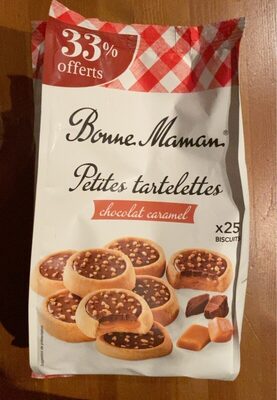 33%
offerts
Bonne Maman®
Petites tartelettes
chocolat caramel
x25
BISCUITS